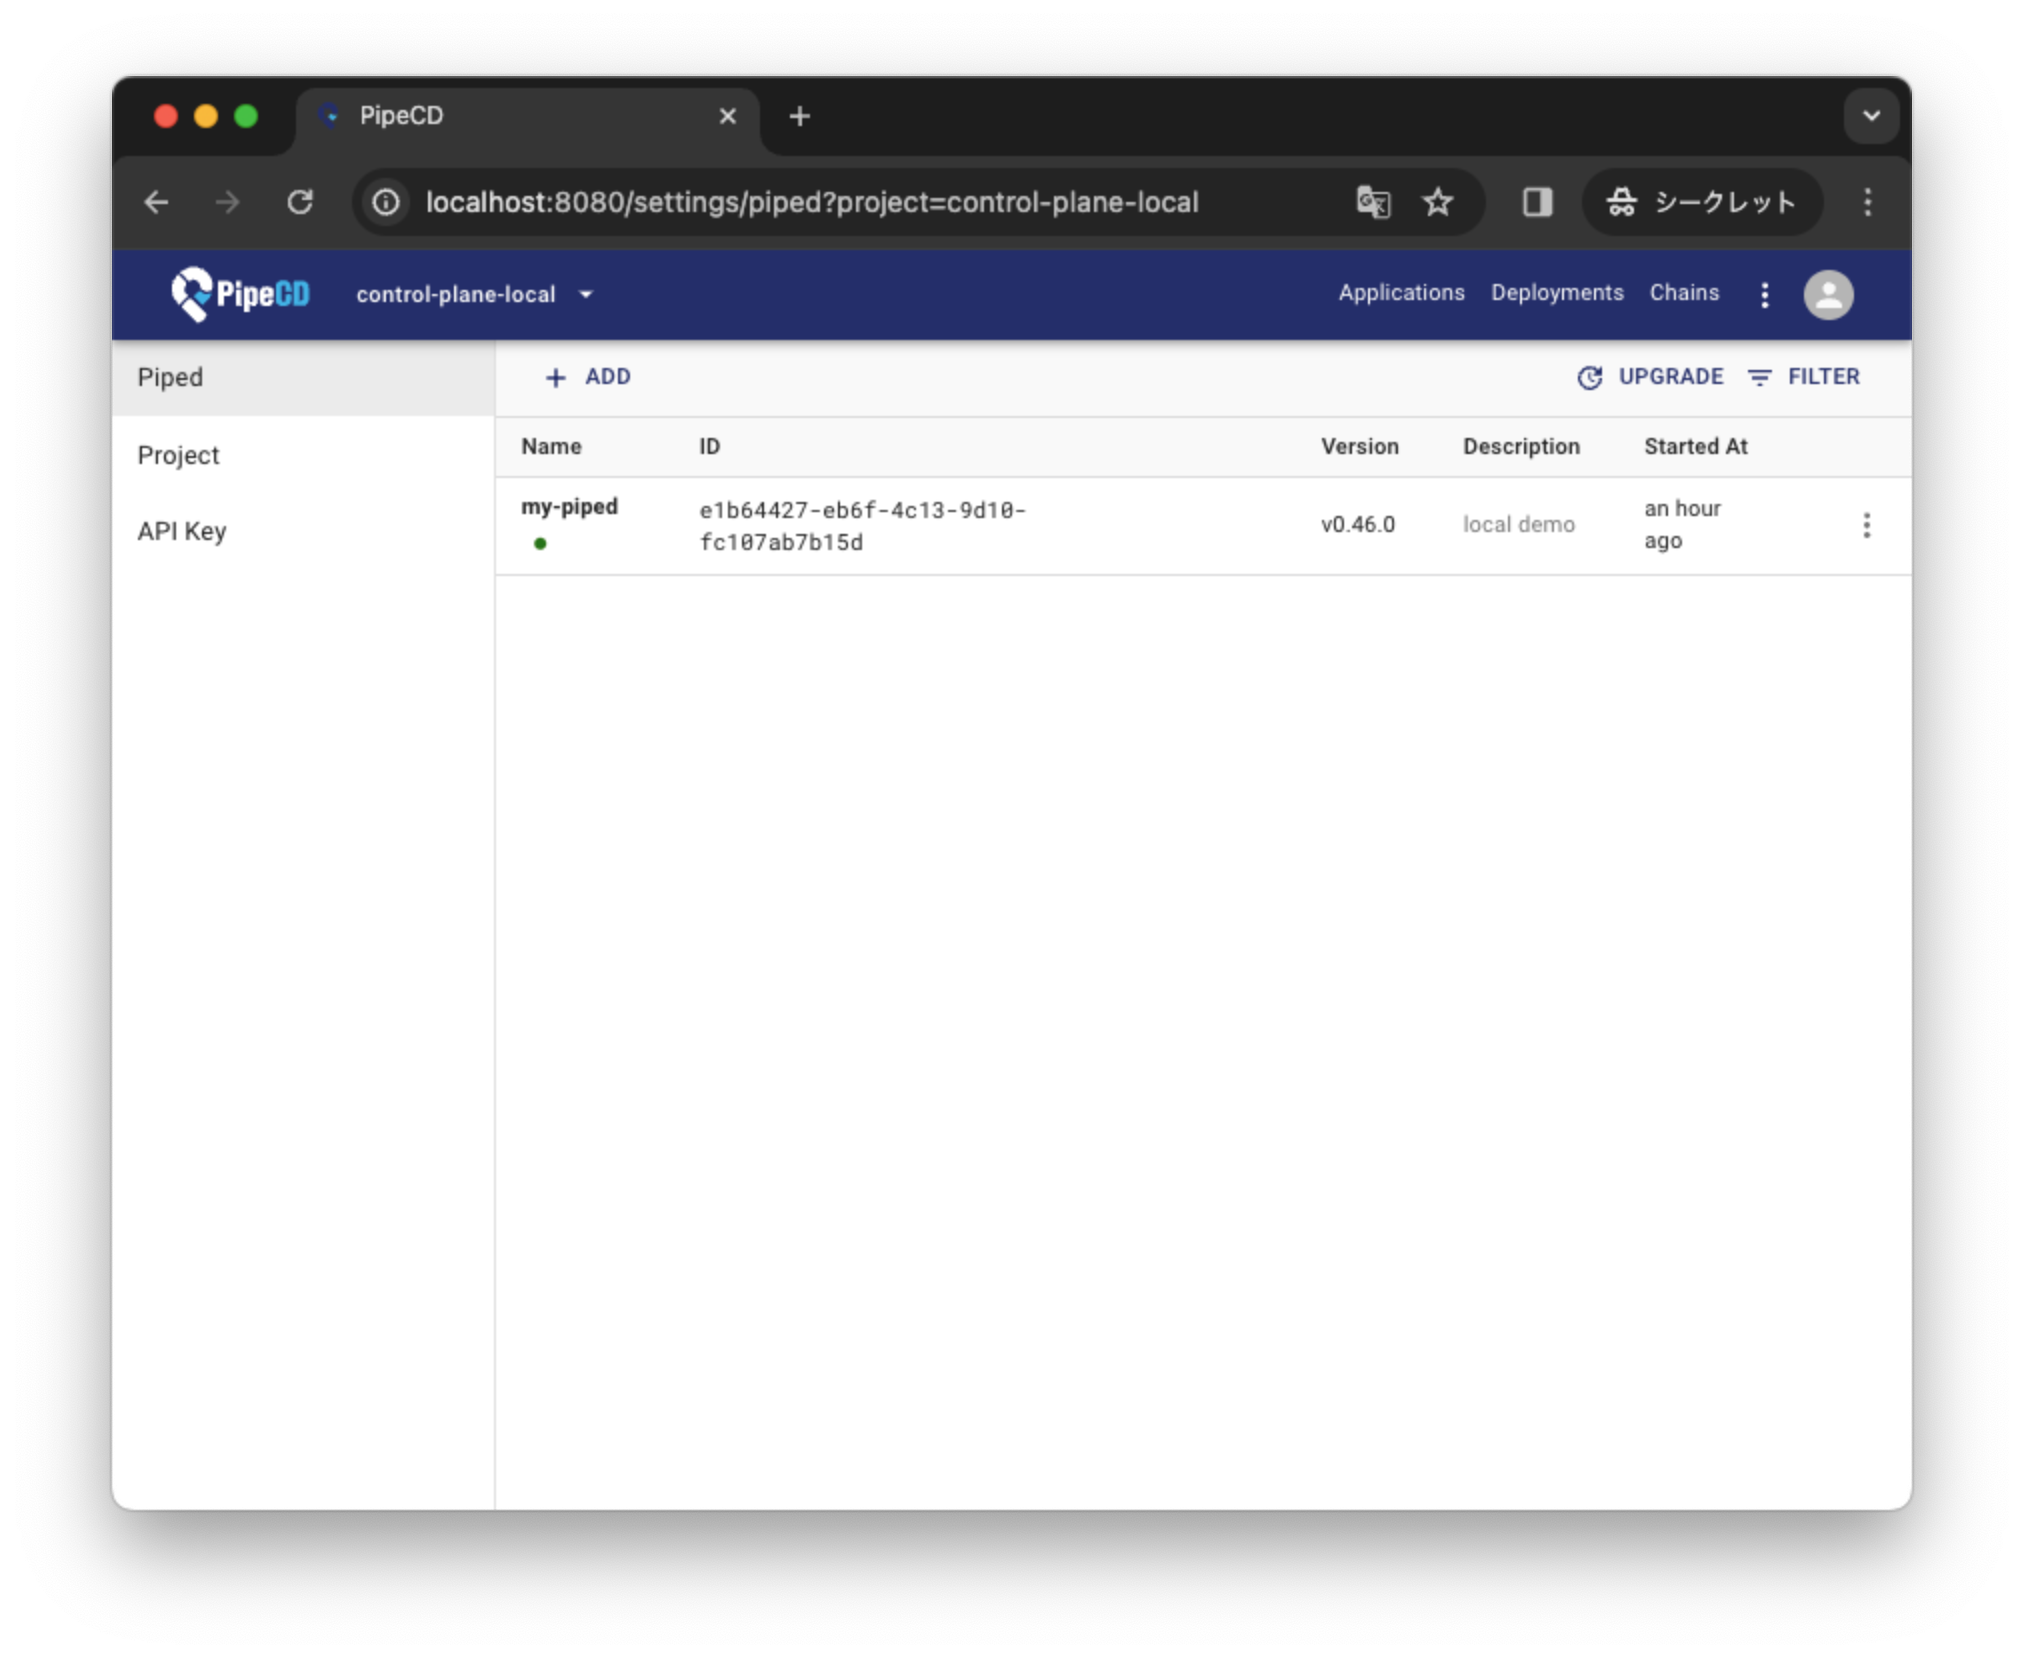 PipeCD
localhost:8080/settings/piped?project=control-plane-local
シークレット
PipeCD
control-plane-local
Applications
Deployments
Chains
Piped
Project
API Key
ADD
UPGRADE
FILTER
Name
ID
Version
Description
Started At
my-piped
e1b64427-eb6f-4c13-9d10-
fc107ab7b15d
v0.46.0
local demo
an hour
ago